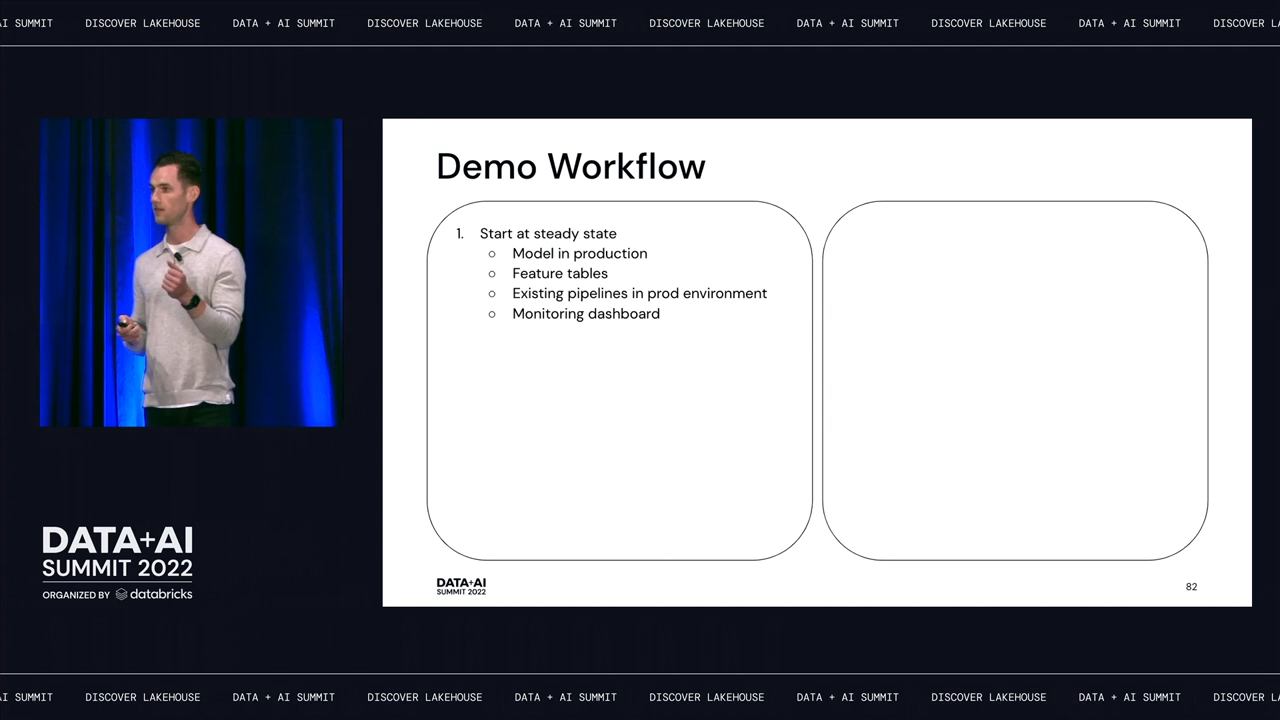 AI SUMMIT DISCOVER LAKEHOUSE DATA + AI SUMMIT DISCOVER LAKEHOUSE DATA + AI SUMMIT DISCOVER LAKEHOUSE DATA + AI SUMMIT DISCOVER LAKEHOUSE DATA + AI SUMMIT DISCOVER LA
Demo Workflow
1. Start at steady state
○ Model in production
○ Feature tables
○ Existing pipelines in prod environment
○ Monitoring dashboard
DATA+AI
SUMMIT 2022
82
DATA+AI
SUMMIT 2022
ORGANIZED BY databricks
AI SUMMIT DISCOVER LAKEHOUSE DATA + AI SUMMIT DISCOVER LAKEHOUSE DATA + AI SUMMIT DISCOVER LAKEHOUSE DATA + AI SUMMIT DISCOVER LAKEHOUSE DATA + AI SUMMIT DISCOVER LA